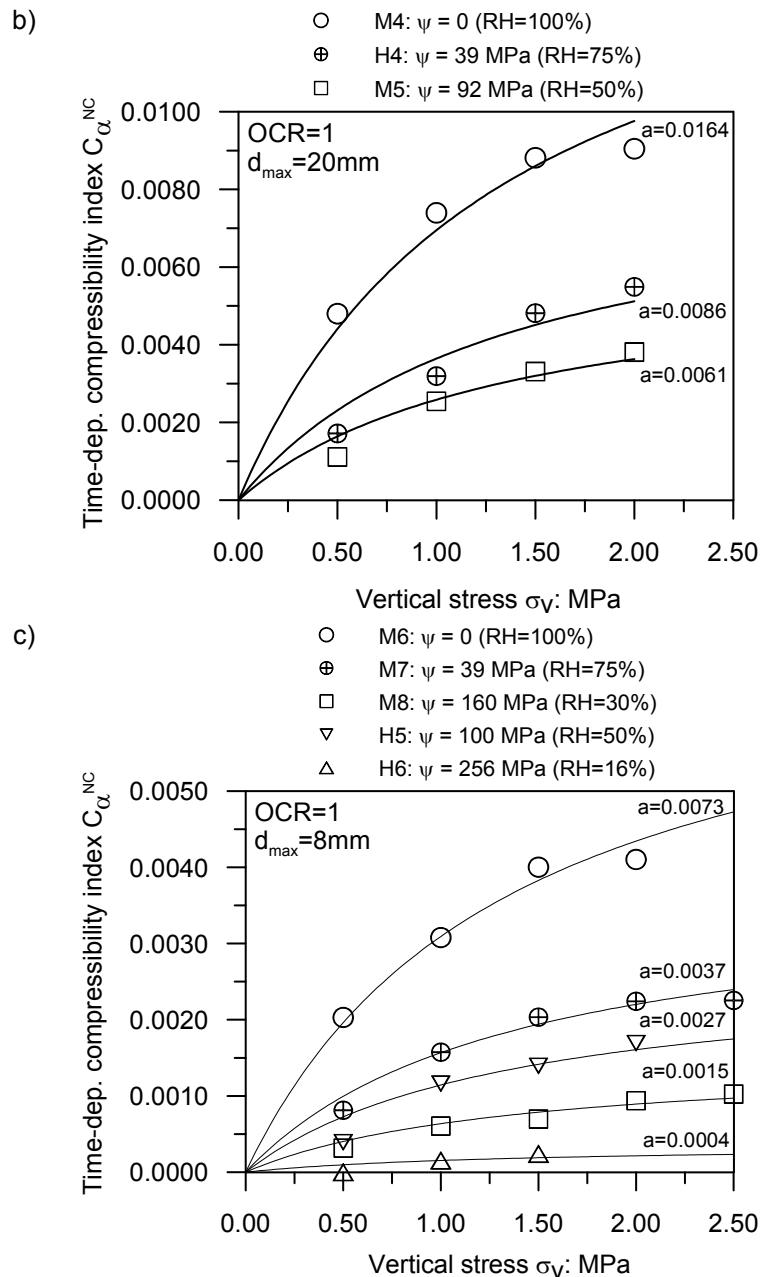 b)
M4: ψ = 0 (RH=100%)
H4: ψ = 39 MPa (RH=75%)
M5: ψ = 92 MPa (RH=50%)
Time-dep. compressibility index Cα^NC
0.0100
0.0080
0.0060
0.0040
0.0020
0.0000
OCR=1
dmax=20mm
a=0.0164
a=0.0086
a=0.0061
0.00 0.50 1.00 1.50 2.00 2.50
Vertical stress σv: MPa
c)
M6: ψ = 0 (RH=100%)
M7: ψ = 39 MPa (RH=75%)
M8: ψ = 160 MPa (RH=30%)
H5: ψ = 100 MPa (RH=50%)
H6: ψ = 256 MPa (RH=16%)
Time-dep. compressibility index Cα^NC
0.0050
0.0040
0.0030
0.0020
0.0010
0.0000
OCR=1
dmax=8mm
a=0.0073
a=0.0037
a=0.0027
a=0.0015
a=0.0004
0.00 0.50 1.00 1.50 2.00 2.50
Vertical stress σv: MPa